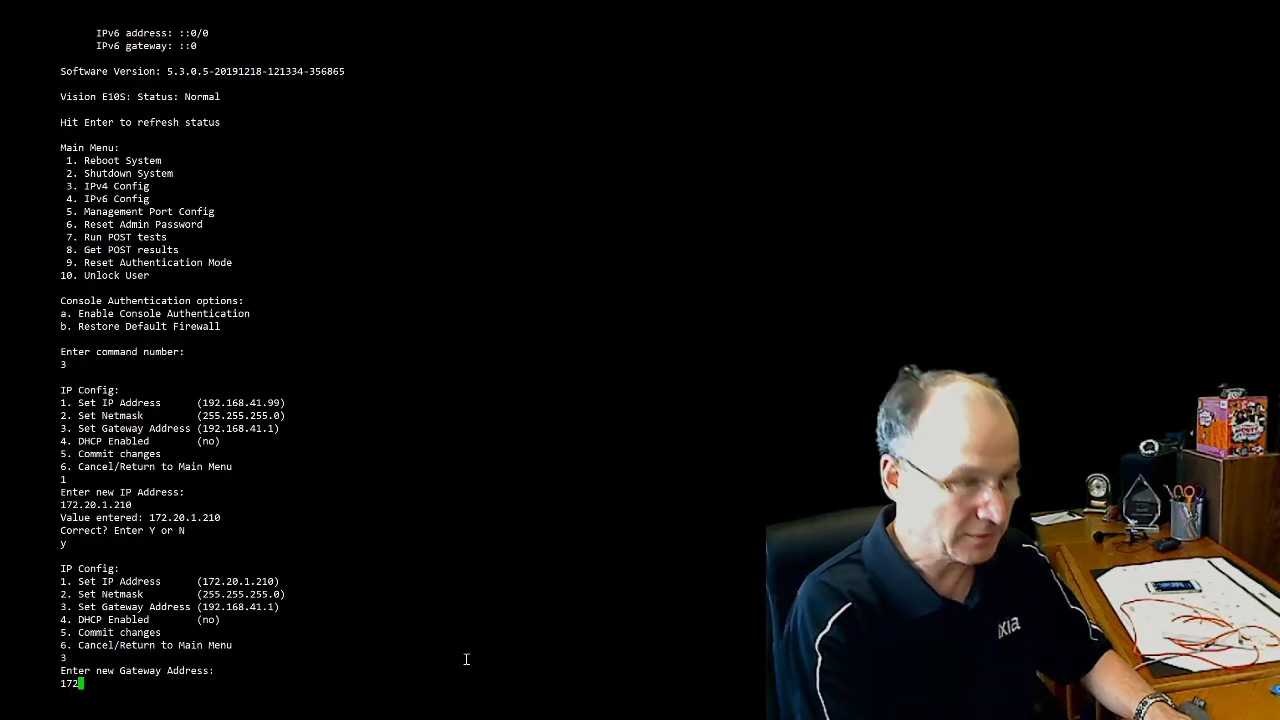 IPv6 address: ::0/0
IPv6 gateway: ::0
Software Version: 5.3.0.5-20191218-121334-356865
Vision E10S: Status: Normal
Hit Enter to refresh status
Main Menu:
1. Reboot System
2. Shutdown System
3. IPv4 Config
4. IPv6 Config
5. Management Port Config
6. Reset Admin Password
7. Run POST tests
8. Get POST results
9. Reset Authentication Mode
10. Unlock User
Console Authentication options:
a. Enable Console Authentication
b. Restore Default Firewall
Enter command number:
3
IP Config:
1. Set IP Address (192.168.41.99)
2. Set Netmask (255.255.255.0)
3. Set Gateway Address (192.168.41.1)
4. DHCP Enabled (no)
5. Commit changes
6. Cancel/Return to Main Menu
1
Enter new IP Address:
172.20.1.210
Value entered: 172.20.1.210
Correct? Enter Y or N
y
IP Config:
1. Set IP Address (172.20.1.210)
2. Set Netmask (255.255.255.0)
3. Set Gateway Address (192.168.41.1)
4. DHCP Enabled (no)
5. Commit changes
6. Cancel/Return to Main Menu
3
Enter new Gateway Address:
172
ixia